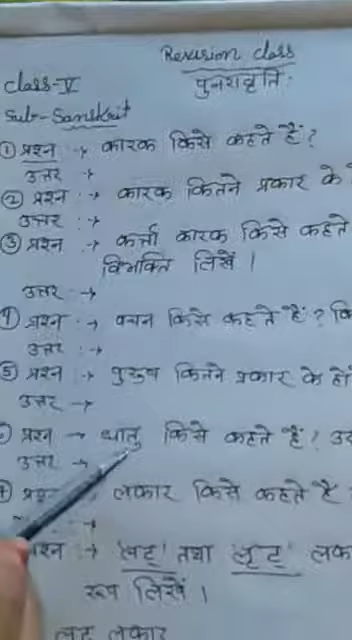 Revision class
class-V
पुनरावृत्ति
Sub-Sanskrit
① प्रश्न :→ कारक किसे कहते हैं?
उत्तर :→
② प्रश्न :→ कारक कितने प्रकार के
उत्तर :→
③ प्रश्न :→ कर्त्ता कारक किसे कहते
विभक्ति लिखें।
उत्तर :→
प्रश्न :→ वचन किसे कहते हैं? कि
उत्तर :→
⑤ प्रश्न :→ पुरुष कितने प्रकार के हो
उत्तर :→
प्रश्न → धातु किसे कहते हैं? उ
उत्तर :→
लकार किसे कहते हैं
:→
प्रश्न :→ 'लट्' तथा 'लृट्' लका
रूप लिखें।
लट् लकार